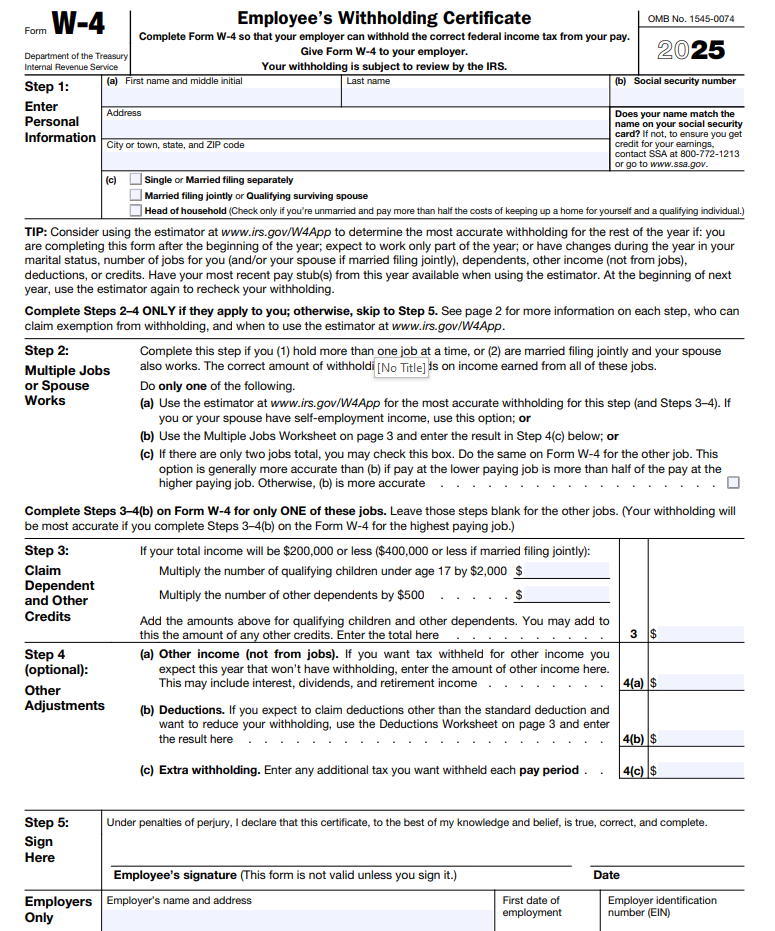 Form W-4
Department of the Treasury
Internal Revenue Service
Employee's Withholding Certificate
Complete Form W-4 so that your employer can withhold the correct federal income tax from your pay.
Give Form W-4 to your employer.
Your withholding is subject to review by the IRS.
OMB No. 1545-0074
2025
Step 1:
Enter
Personal
Information
(a) First name and middle initial
Last name
(b) Social security number
Address
City or town, state, and ZIP code
Does your name match the
name on your social security
card? If not, to ensure you get
credit for your earnings,
contact SSA at 800-772-1213
or go to www.ssa.gov.
(c)
Single or Married filing separately
Married filing jointly or Qualifying surviving spouse
Head of household (Check only if you're unmarried and pay more than half the costs of keeping up a home for yourself and a qualifying individual.)
TIP: Consider using the estimator at www.irs.gov/W4App to determine the most accurate withholding for the rest of the year if: you
are completing this form after the beginning of the year; expect to work only part of the year; or have changes during the year in your
marital status, number of jobs for you (and/or your spouse if married filing jointly), dependents, other income (not from jobs),
deductions, or credits. Have your most recent pay stub(s) from this year available when using the estimator. At the beginning of next
year, use the estimator again to recheck your withholding.
Complete Steps 2–4 ONLY if they apply to you; otherwise, skip to Step 5. See page 2 for more information on each step, who can
claim exemption from withholding, and when to use the estimator at www.irs.gov/W4App.
Step 2:
Multiple Jobs
or Spouse
Works
Complete this step if you (1) hold more than one job at a time, or (2) are married filing jointly and your spouse
also works. The correct amount of withholdi [No Title] ds on income earned from all of these jobs.
Do only one of the following.
(a) Use the estimator at www.irs.gov/W4App for the most accurate withholding for this step (and Steps 3–4). If
you or your spouse have self-employment income, use this option; or
(b) Use the Multiple Jobs Worksheet on page 3 and enter the result in Step 4(c) below; or
(c) If there are only two jobs total, you may check this box. Do the same on Form W-4 for the other job. This
option is generally more accurate than (b) if pay at the lower paying job is more than half of the pay at the
higher paying job. Otherwise, (b) is more accurate . . . . . . . . . . . . . . . . . .
Complete Steps 3–4(b) on Form W-4 for only ONE of these jobs. Leave those steps blank for the other jobs. (Your withholding will
be most accurate if you complete Steps 3–4(b) on the Form W-4 for the highest paying job.)
Step 3:
Claim
Dependent
and Other
Credits
If your total income will be $200,000 or less ($400,000 or less if married filing jointly):
Multiply the number of qualifying children under age 17 by $2,000 $
Multiply the number of other dependents by $500 . . . . . $
Add the amounts above for qualifying children and other dependents. You may add to
this the amount of any other credits. Enter the total here . . . . . . . . . . 3 $
Step 4
(optional):
Other
Adjustments
(a) Other income (not from jobs). If you want tax withheld for other income you
expect this year that won't have withholding, enter the amount of other income here.
This may include interest, dividends, and retirement income . . . . . . . . 4(a) $
(b) Deductions. If you expect to claim deductions other than the standard deduction and
want to reduce your withholding, use the Deductions Worksheet on page 3 and enter
the result here . . . . . . . . . . . . . . . . . . . . . . . 4(b) $
(c) Extra withholding. Enter any additional tax you want withheld each pay period . . 4(c) $
Step 5:
Sign
Here
Under penalties of perjury, I declare that this certificate, to the best of my knowledge and belief, is true, correct, and complete.
Employee's signature (This form is not valid unless you sign it.)
Date
Employers
Only
Employer's name and address
First date of
employment
Employer identification
number (EIN)